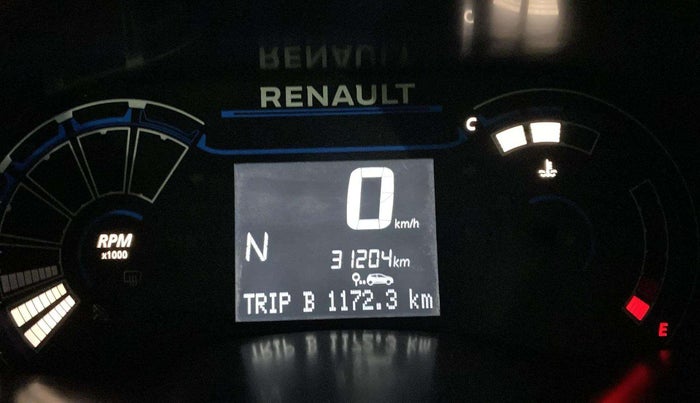 RENAULT
C
0 km/h
RPM
x1000
N
31204km
TRIP B 1172.3 km
E